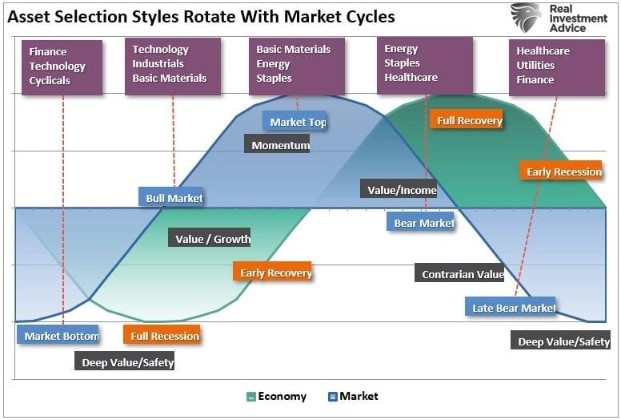 Asset Selection Styles Rotate With Market Cycles
Real
Investment
Advice
Finance
Technology
Cyclicals
Technology
Industrials
Basic Materials
Basic Materials
Energy
Staples
Energy
Staples
Healthcare
Healthcare
Utilities
Finance
Market Top
Full Recovery
Momentum
Early Recession
Value/Income
Bull Market
Bear Market
Value / Growth
Early Recovery
Contrarian Value
Late Bear Market
Market Bottom
Full Recession
Deep Value/Safety
Deep Value/Safety
Economy
Market